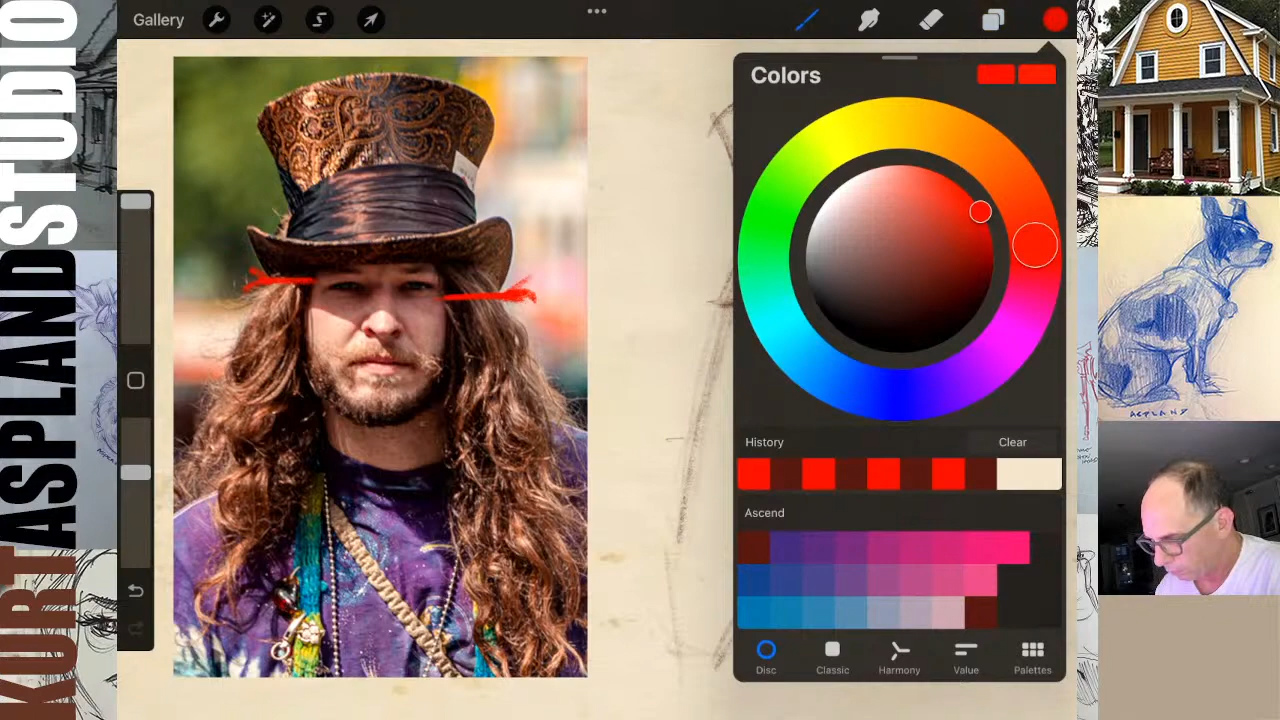 KURT ASPLAND STUDIO
Gallery
Colors
History
Clear
Ascend
Disc
Classic
Harmony
Value
Palettes
ASPLAND